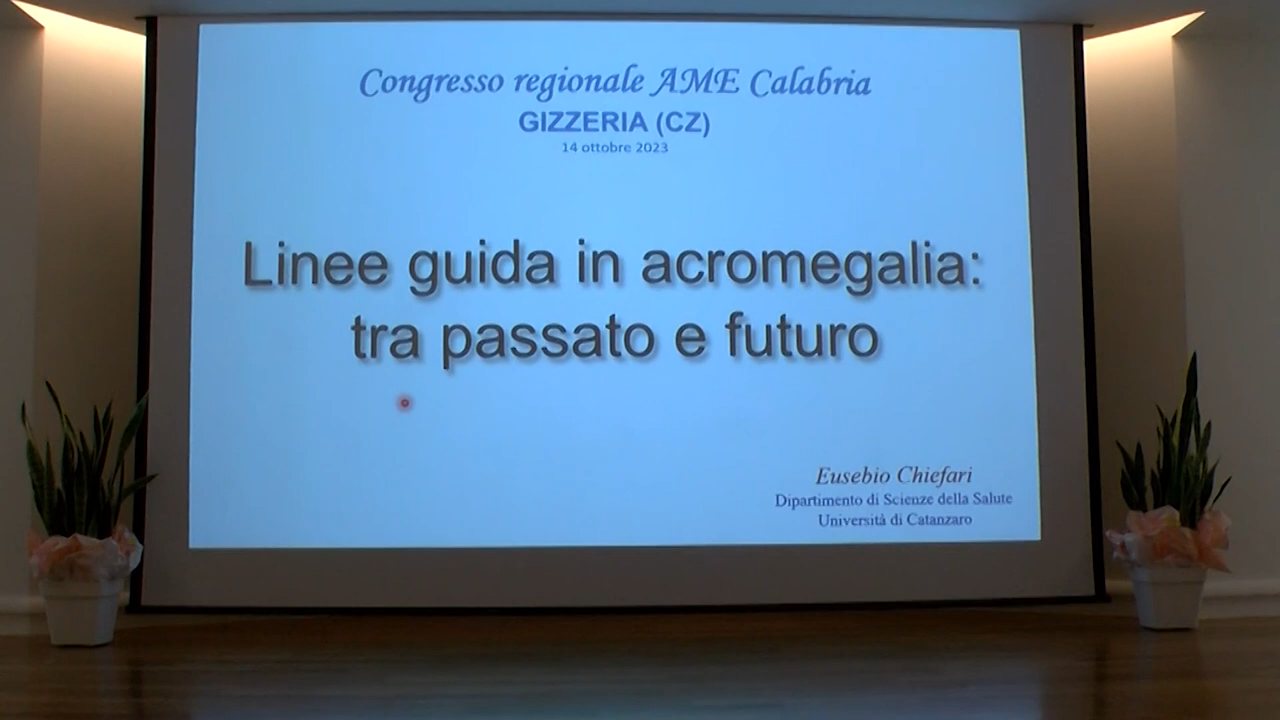 Congresso regionale AME Calabria
GIZZERIA (CZ)
14 ottobre 2023
Linee guida in acromegalia:
tra passato e futuro
Eusebio Chiefari
Dipartimento di Scienze della Salute
Università di Catanzaro